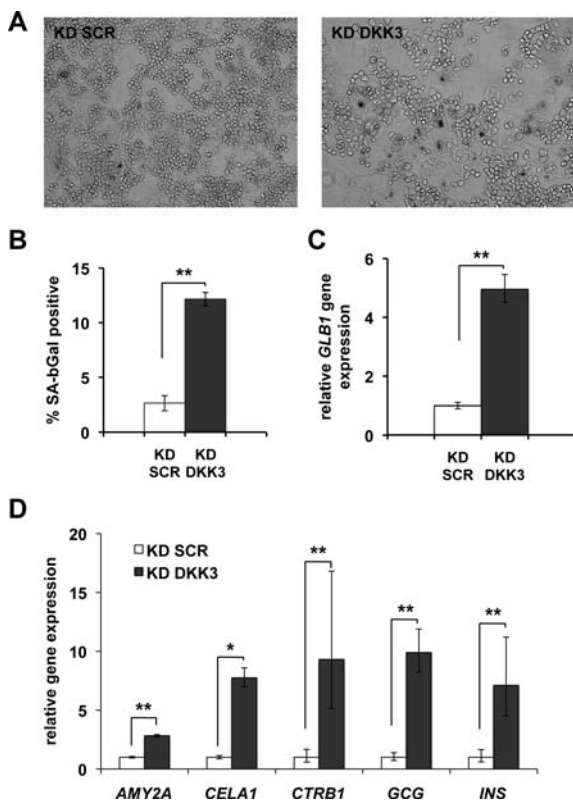 A
KD SCR
KD DKK3
B
% SA-bGal positive
15
10
5
0
**
KD
SCR
KD
DKK3
C
relative GLB1 gene
expression
6
4
2
0
**
KD
SCR
KD
DKK3
D
relative gene expression
20
15
10
5
0
KD SCR
KD DKK3
**
*
**
**
**
AMY2A
CELA1
CTRB1
GCG
INS